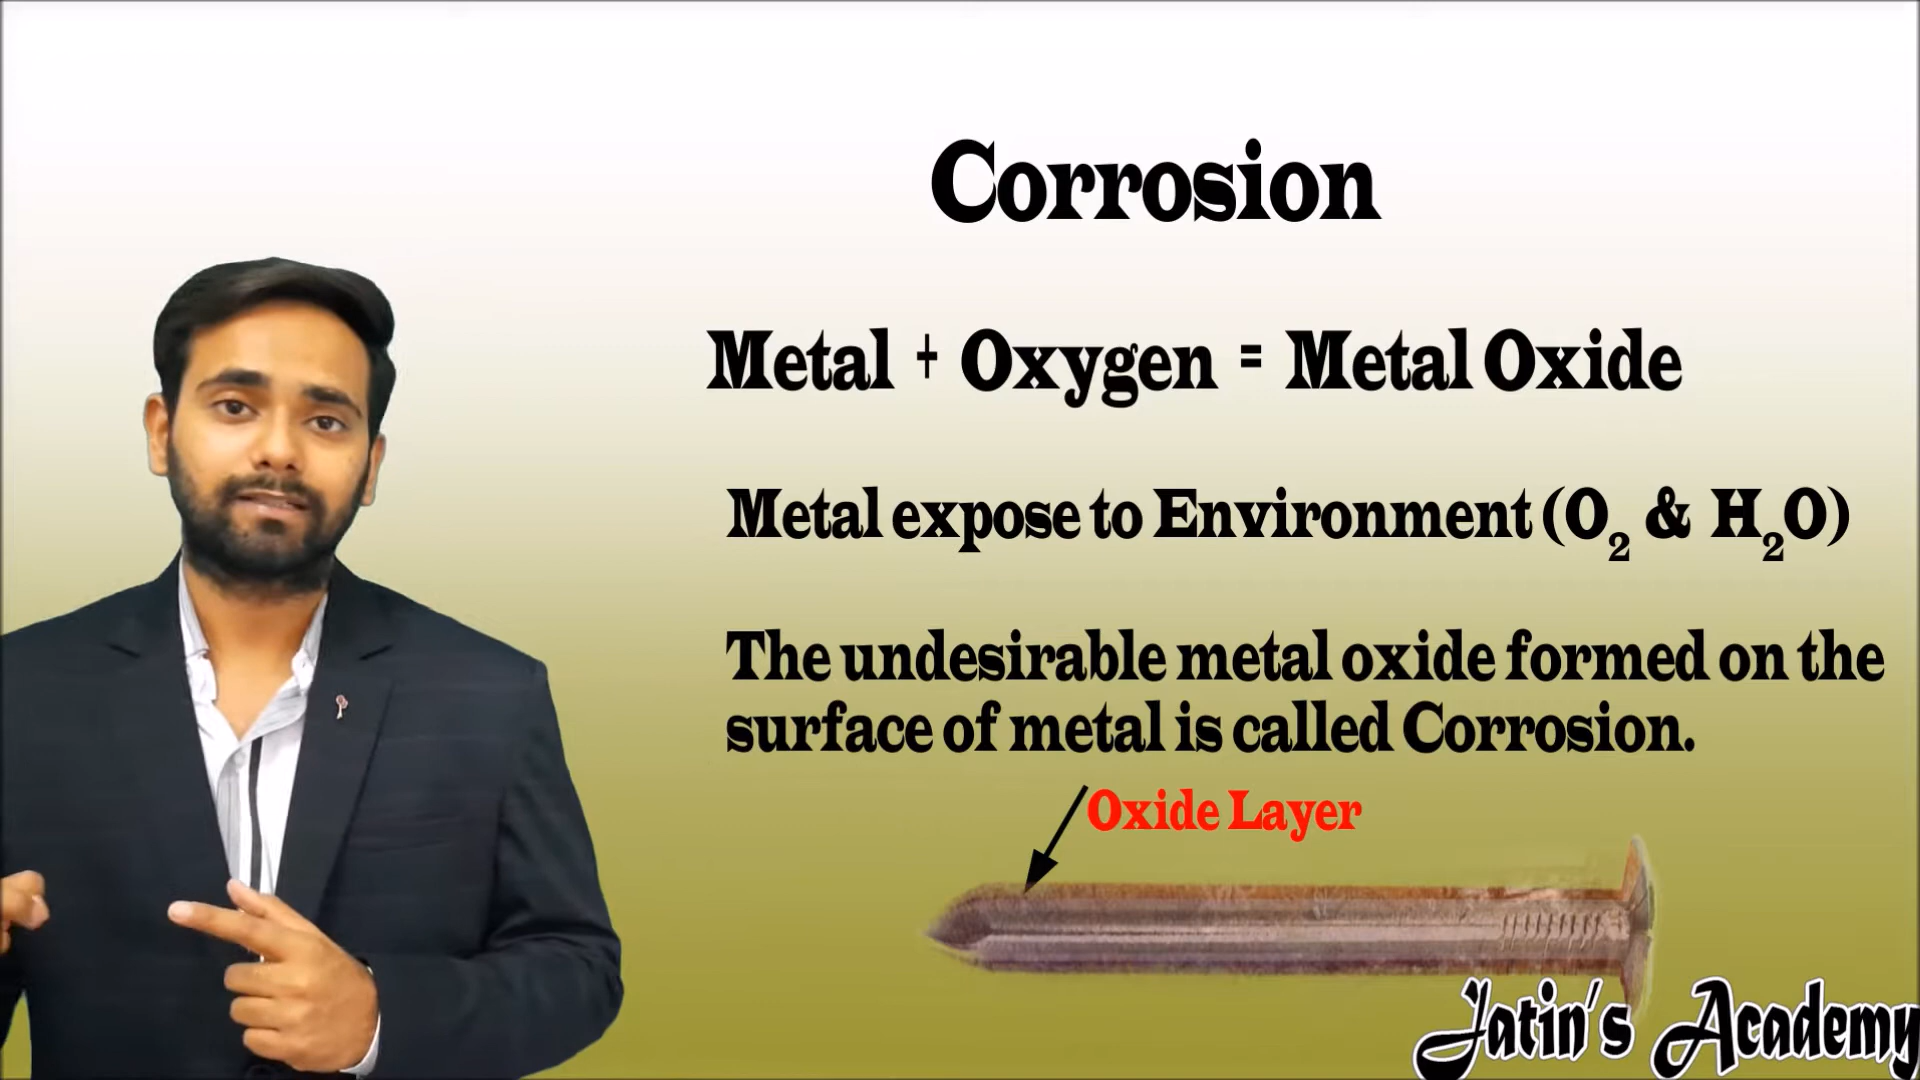 Corrosion
Metal + Oxygen = Metal Oxide
Metal expose to Environment (O₂ & H₂O)
The undesirable metal oxide formed on the
surface of metal is called Corrosion.
Oxide Layer
Jatin's Academy